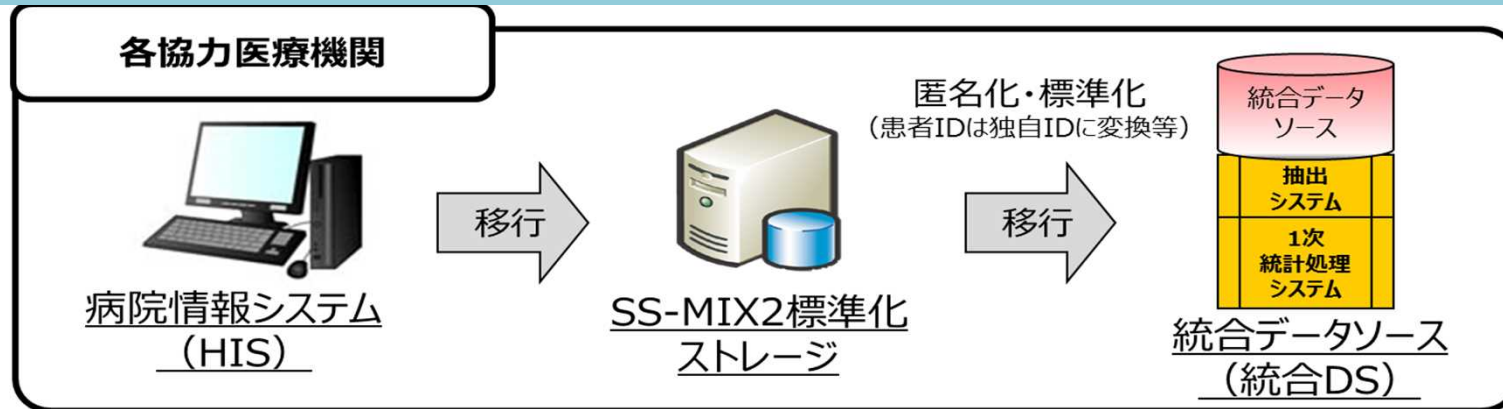 各協力医療機関
匿名化・標準化
（患者IDは独自IDに変換等）
統合データ
ソース
抽出
システム
1次
統計処理
システム
移行
移行
病院情報システム
（HIS）
SS-MIX2標準化
ストレージ
統合データソース
（統合DS）